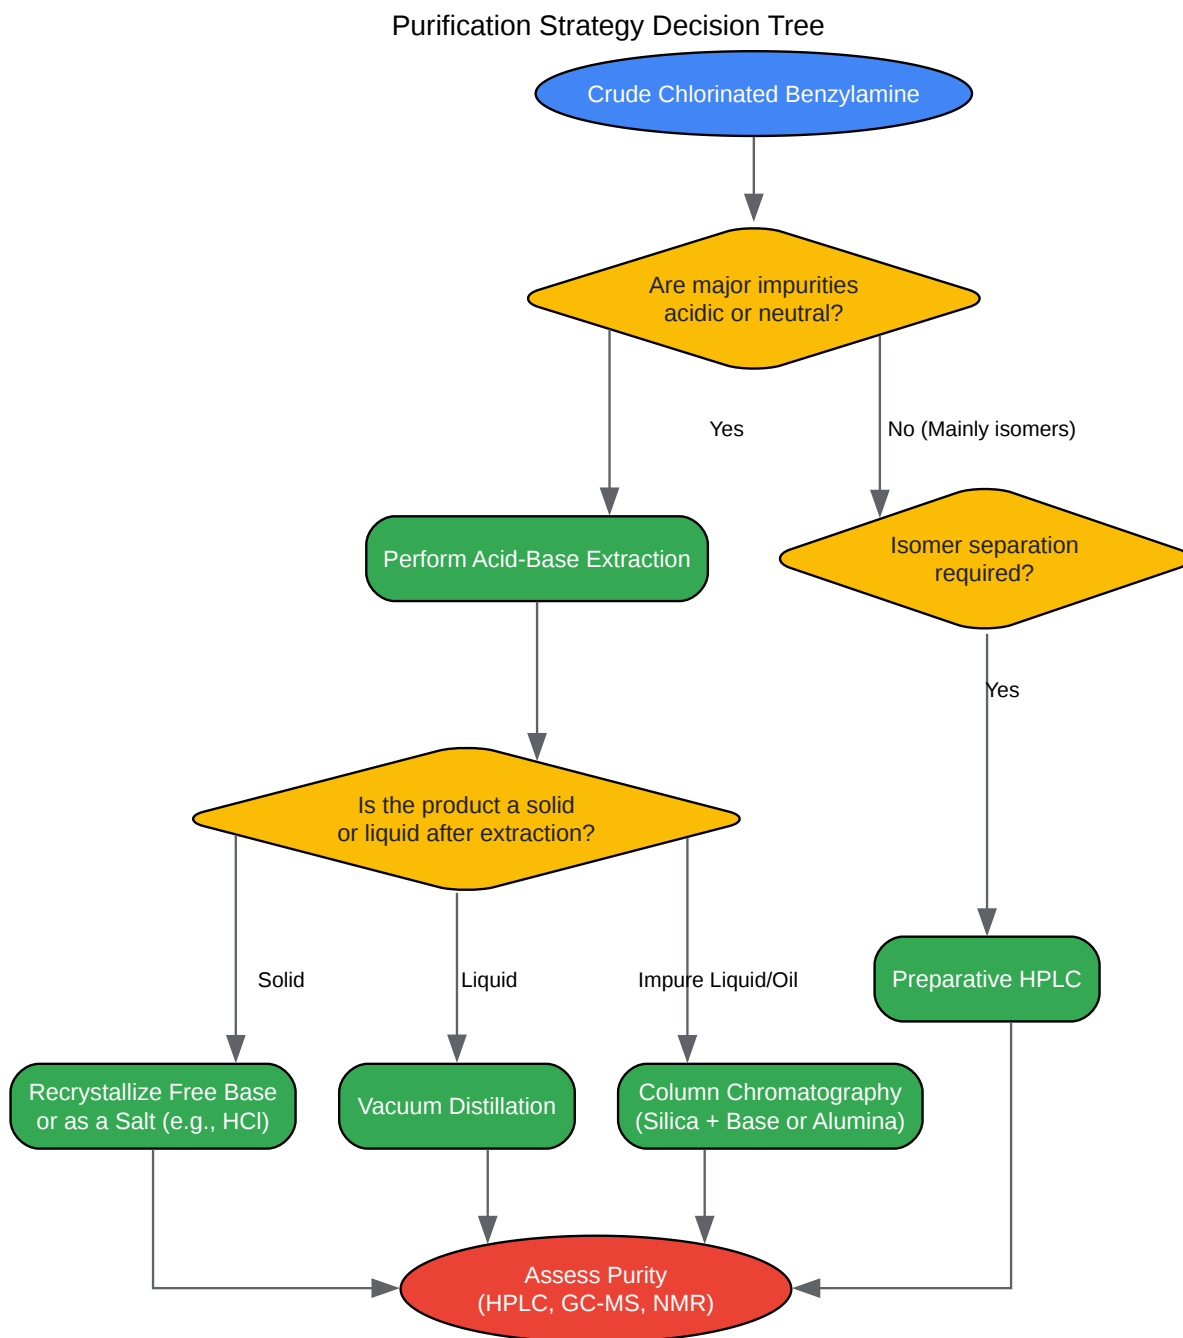 Purification Strategy Decision Tree
Crude Chlorinated Benzylamine
Are major impurities
acidic or neutral?
Yes
No (Mainly isomers)
Perform Acid-Base Extraction
Isomer separation
required?
Yes
Is the product a solid
or liquid after extraction?
Solid
Liquid
Impure Liquid/Oil
Preparative HPLC
Recrystallize Free Base
or as a Salt (e.g., HCl)
Vacuum Distillation
Column Chromatography
(Silica + Base or Alumina)
Assess Purity
(HPLC, GC-MS, NMR)